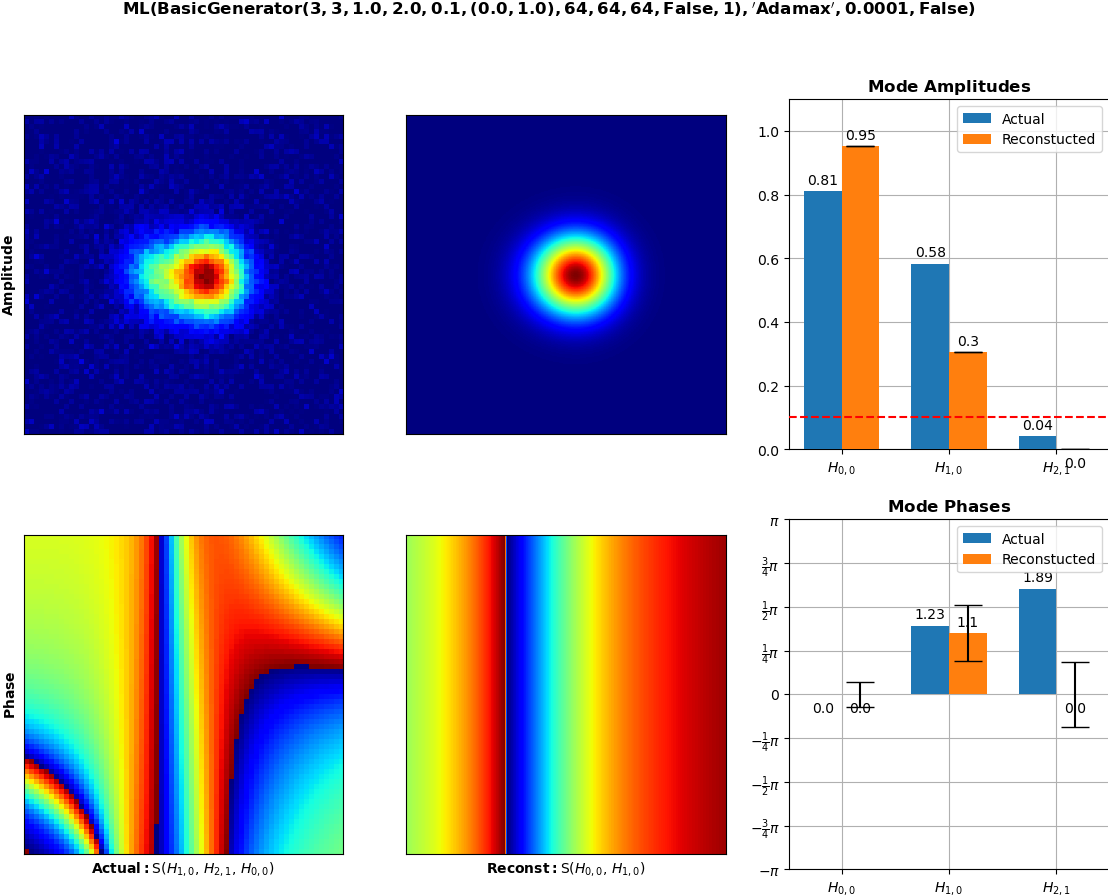 ML(BasicGenerator(3, 3, 1.0, 2.0, 0.1, (0.0, 1.0), 64, 64, 64, False, 1), ′Adamax′, 0.0001, False)
Amplitude
Mode Amplitudes
Actual
Reconstucted
1.0
0.8
0.6
0.4
0.2
0.0
0.81
0.95
0.58
0.3
0.04
0.0
H0,0
H1,0
H2,1
Phase
Actual: S(H1,0, H2,1, H0,0)
Reconst: S(H0,0, H1,0)
Mode Phases
Actual
Reconstucted
π
3/4π
1/2π
1/4π
0
−1/4π
−1/2π
−3/4π
−π
0.0
0.0
1.23
1.1
1.89
0.0
H0,0
H1,0
H2,1